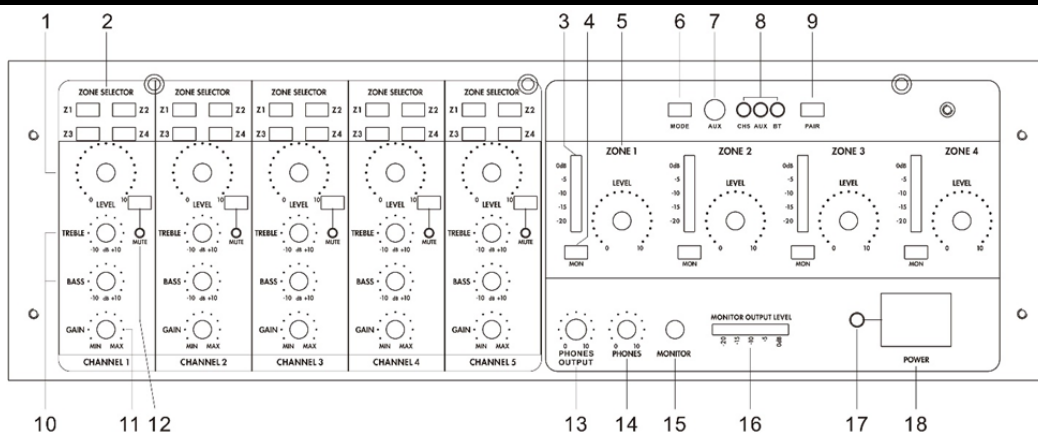 1 2 3 4 5 6 7 8 9
ZONE SELECTOR ZONE SELECTOR ZONE SELECTOR ZONE SELECTOR ZONE SELECTOR
Z1 Z2 Z1 Z2 Z1 Z2 Z1 Z2 Z1 Z2
Z3 Z4 Z3 Z4 Z3 Z4 Z3 Z4 Z3 Z4
0 10 0 10 0 10 0 10 0 10
LEVEL LEVEL LEVEL LEVEL LEVEL
TREBLE TREBLE TREBLE TREBLE TREBLE
MUTE MUTE MUTE MUTE MUTE
-10 dB +10 -10 dB +10 -10 dB +10 -10 dB +10 -10 dB +10
BASS BASS BASS BASS BASS
-10 dB +10 -10 dB +10 -10 dB +10 -10 dB +10 -10 dB +10
GAIN GAIN GAIN GAIN GAIN
MIN MAX MIN MAX MIN MAX MIN MAX MIN MAX
CHANNEL 1 CHANNEL 2 CHANNEL 3 CHANNEL 4 CHANNEL 5
MODE AUX CHS AUX BT PAIR
ZONE 1 ZONE 2 ZONE 3 ZONE 4
0dB 0dB 0dB 0dB
-5 -5 -5 -5
LEVEL LEVEL LEVEL LEVEL
-10 -10 -10 -10
-15 -15 -15 -15
-20 -20 -20 -20
0 10 0 10 0 10 0 10
MON MON MON MON
MONITOR OUTPUT LEVEL
-20 -15 -10 -5 0dB
0 10 0 10
PHONES OUTPUT PHONES MONITOR POWER
10 11 12 13 14 15 16 17 18